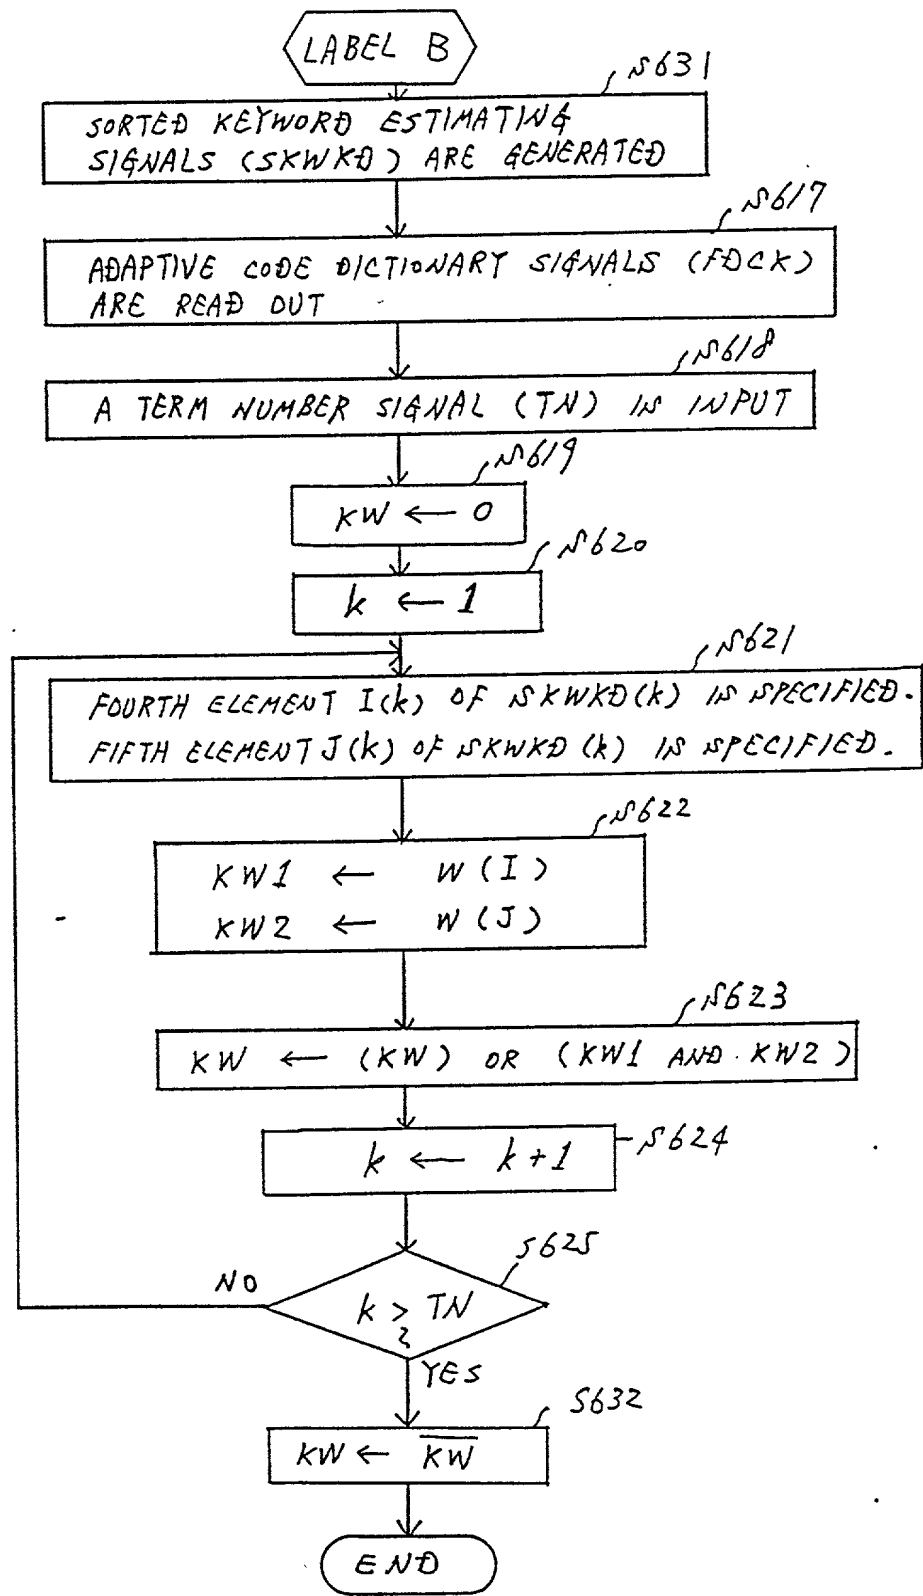 LABEL B
S631
SORTED KEYWORD ESTIMATING
SIGNALS (SKWKD) ARE GENERATED
S617
ADAPTIVE CODE DICTIONARY SIGNALS (FDCK)
ARE READ OUT
S618
A TERM NUMBER SIGNAL (TN) IS INPUT
S619
KW ← 0
S620
k ← 1
S621
FOURTH ELEMENT I(k) OF SKWKD(k) IS SPECIFIED.
FIFTH ELEMENT J(k) OF SKWKD(k) IS SPECIFIED.
S622
KW1 ← W(I)
KW2 ← W(J)
S623
KW ← (KW) OR (KW1 AND KW2)
S624
k ← k+1
S625
NO
k > TN
?
YES
S632
KW ← K̅W̅
END